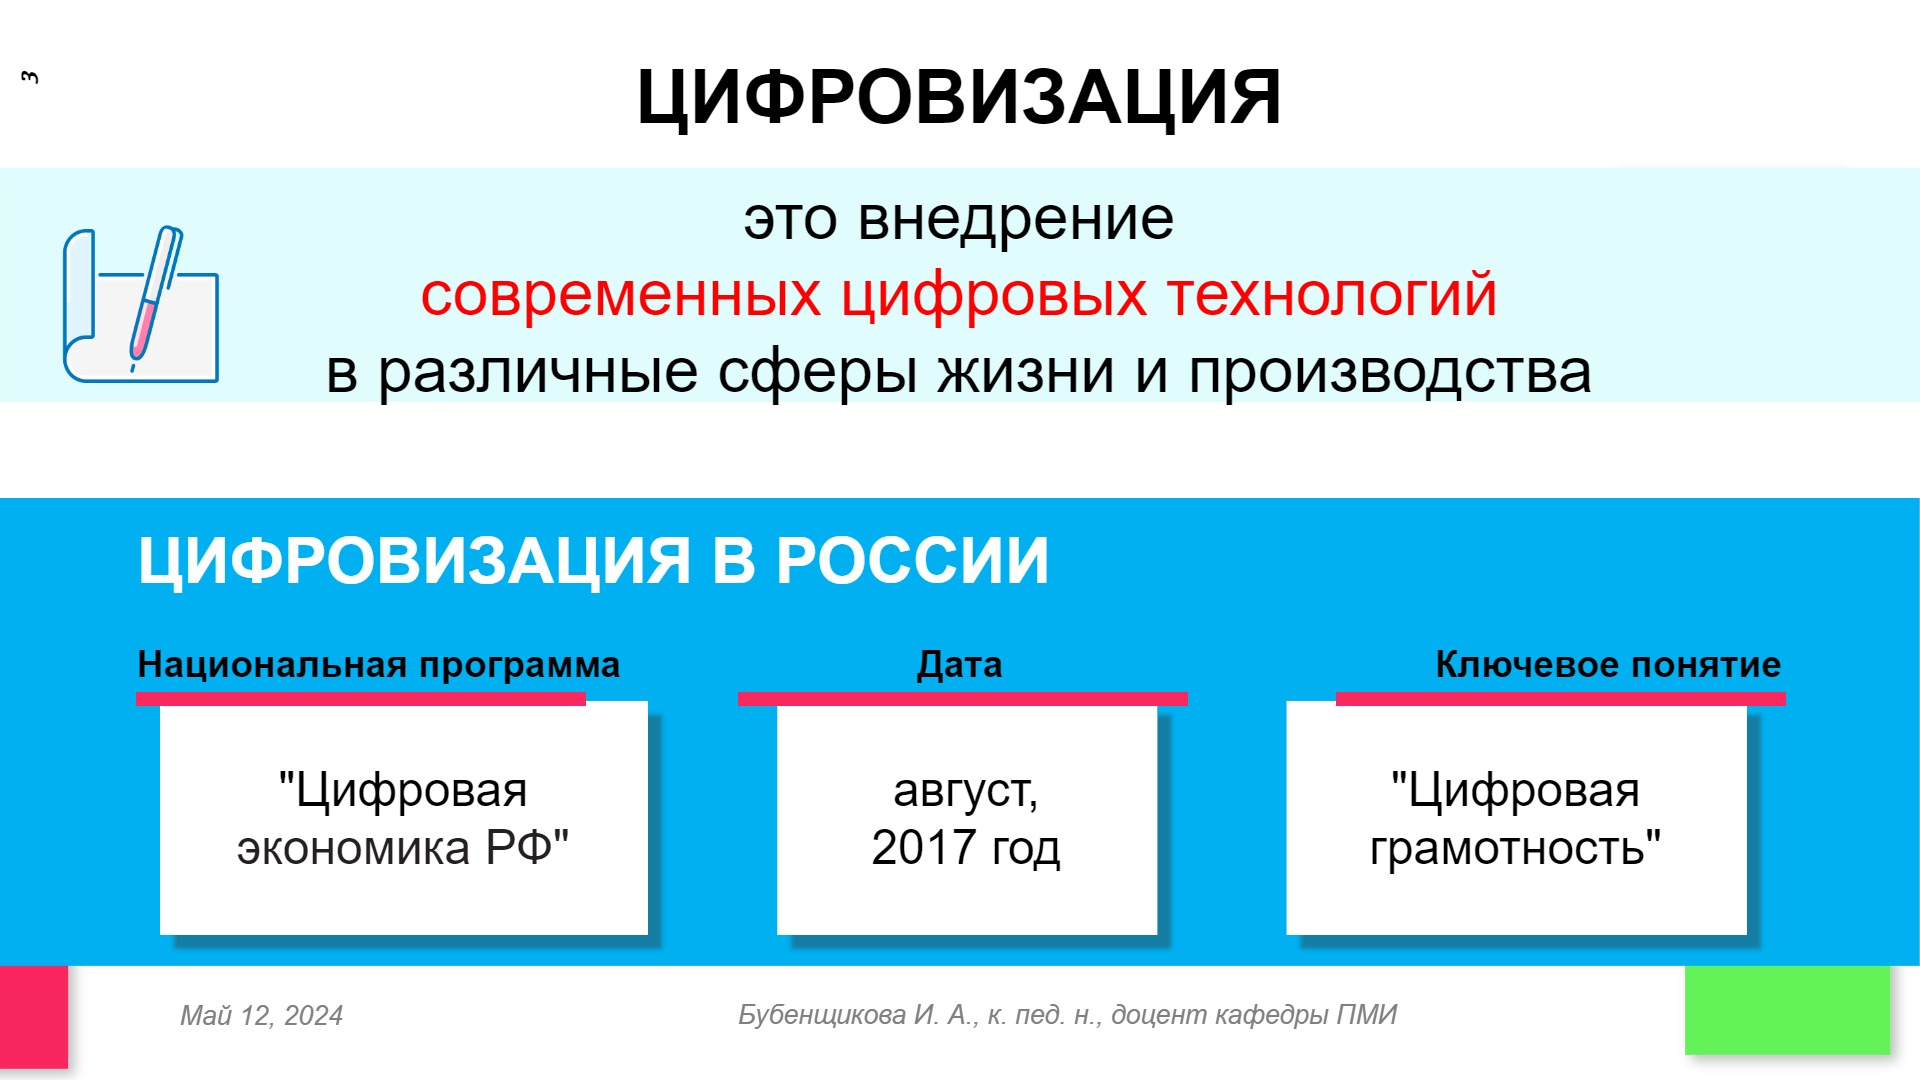 3
ЦИФРОВИЗАЦИЯ
это внедрение
современных цифровых технологий
в различные сферы жизни и производства
ЦИФРОВИЗАЦИЯ В РОССИИ
Национальная программа
"Цифровая
экономика РФ"
Дата
август,
2017 год
Ключевое понятие
"Цифровая
грамотность"
Май 12, 2024
Бубенщикова И. А., к. пед. н., доцент кафедры ПМИ